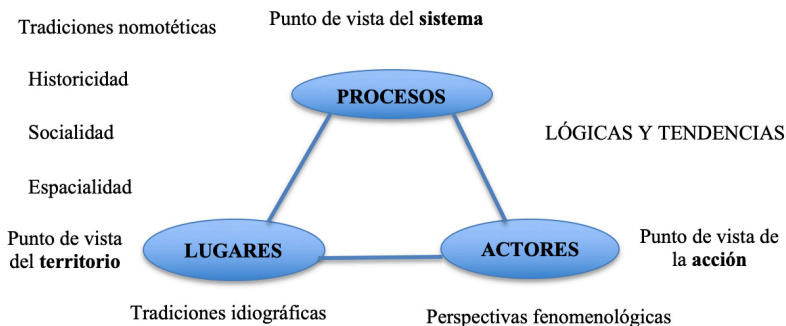 Tradiciones nomotéticas
Punto de vista del sistema
Historicidad
PROCESOS
Socialidad
LÓGICAS Y TENDENCIAS
Espacialidad
Punto de vista
del territorio
LUGARES
ACTORES
Punto de vista de
la acción
Tradiciones idiográficas
Perspectivas fenomenológicas